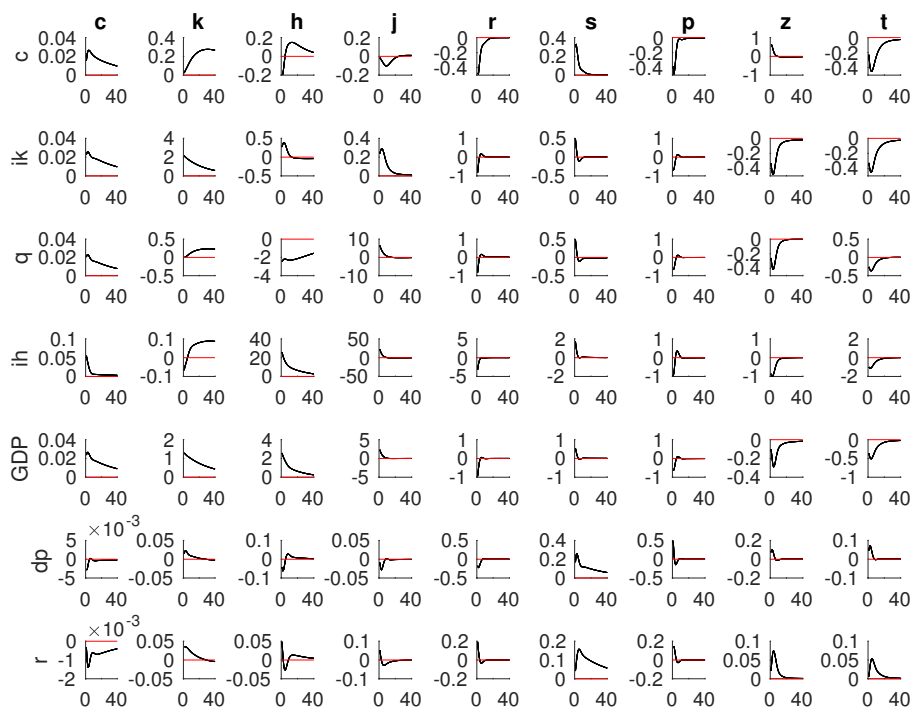 c k h j r s p z t
0.04 0.4 0.2 0.2 0 0.4 0 1 0
c 0.02 0.2 0 0 -0.2 0.2 -0.2 0 -0.2
0 0 -0.2 -0.2 -0.4 0 -0.4 -1 -0.4
0 40 0 40 0 40 0 40 0 40 0 40 0 40 0 40 0 40
0.04 4 0.5 0.4 1 0.5 1 0 0
ik 0.02 2 0 0.2 0 0 0 -0.2 -0.2
0 0 -0.5 0 -1 -0.5 -1 -0.4 -0.4
0 40 0 40 0 40 0 40 0 40 0 40 0 40 0 40 0 40
0.04 0.5 0 10 1 0.5 1 0 0.5
q 0.02 0 -2 0 0 0 0 -0.2 0
0 -0.5 -4 -10 -1 -0.5 -1 -0.4 -0.5
0 40 0 40 0 40 0 40 0 40 0 40 0 40 0 40 0 40
0.1 0.1 40 50 5 2 1 1 2
ih 0.05 0 20 0 0 0 0 0 0
0 -0.1 0 -50 -5 -2 -1 -1 -2
0 40 0 40 0 40 0 40 0 40 0 40 0 40 0 40 0 40
0.04 2 4 5 1 1 1 0 0
GDP 0.02 1 2 0 0 0 0 -0.2 -0.5
0 0 0 -5 -1 -1 -1 -0.4 -1
0 40 0 40 0 40 0 40 0 40 0 40 0 40 0 40 0 40
×10⁻³
5 0.05 0.1 0.05 0.5 0.4 0.5 0.2 0.1
dp 0 0 0 0 0 0.2 0 0 0
-5 -0.05 -0.1 -0.05 -0.5 0 -0.5 -0.2 -0.1
0 40 0 40 0 40 0 40 0 40 0 40 0 40 0 40 0 40
×10⁻³
0 0.05 0.05 0.1 0.2 0.2 0.2 0.1 0.1
r -1 0 0 0 0 0.1 0 0.05 0.05
-2 -0.05 -0.05 -0.1 -0.2 0 -0.2 0 0
0 40 0 40 0 40 0 40 0 40 0 40 0 40 0 40 0 40